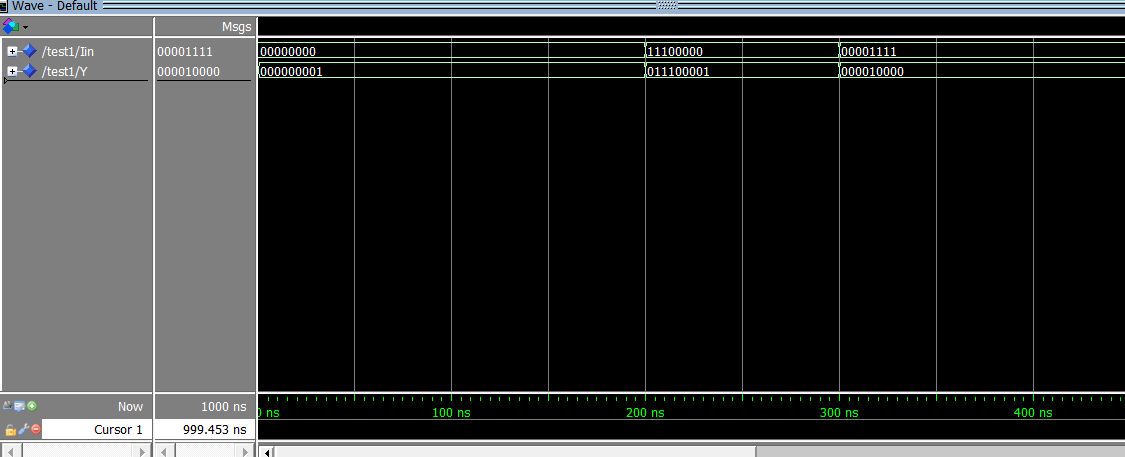 Wave - Default
Msgs
/test1/Iin 00001111 00000000 11100000 00001111
/test1/Y 000010000 000000001 011100001 000010000
Now 1000 ns 0 ns 100 ns 200 ns 300 ns 400 ns
Cursor 1 999.453 ns